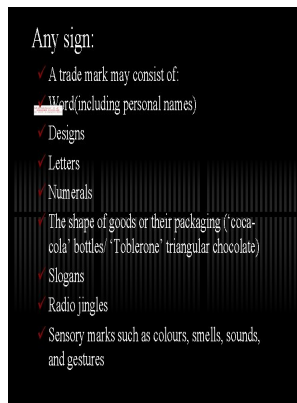 Any sign:
A trade mark may consist of:
Word(including personal names)
Designs
Letters
Numerals
The shape of goods or their packaging (‘coca-
cola’ bottles/ ‘Toblerone’ triangular chocolate)
Slogans
Radio jingles
Sensory marks such as colours, smells, sounds,
and gestures